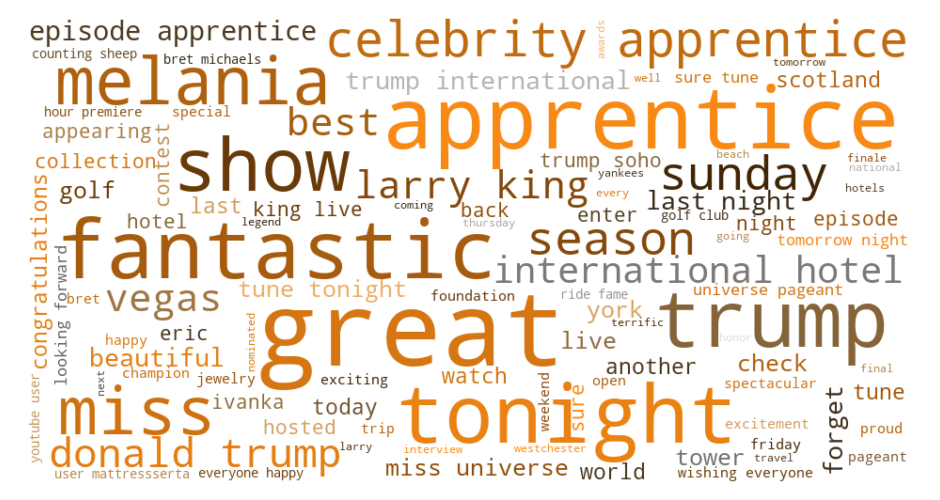 episode apprentice
celebrity apprentice
awards
counting sheep
bret michaels
tomorrow
melania
trump international
well
sure tune
scotland
hour premiere
special
best
apprentice
appearing
contest
show
collection
trump soho
beach
finale
national
yankees
sunday
golf
larry king
every
hotels
last
king live
coming
back
last night
congratulations
hotel
legend
thursday
enter
golf club
night
episode
fantastic
season
going
tomorrow night
looking forward
international hotel
bret
vegas
tune tonight
foundation
ride fame
universe pageant
great
york
trump
terrific
eric
nominated
live
honor
happy
beautiful
another
check
champion
jewelry
exciting
watch
open
spectacular
final
next
youtube user
miss
ivanka
today
tonight
weekend
sure
forget
tune
hosted
trip
excitement
proud
donald trump
larry
interview
westchester
friday
tower
travel
pageant
user mattressserta
everyone happy
miss universe
world
wishing everyone